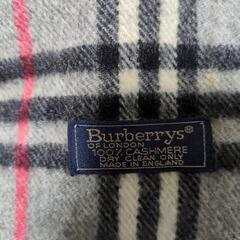 Burberrys®
OF LONDON
100% CASHMERE
DRY CLEAN ONLY
MADE IN ENGLAND